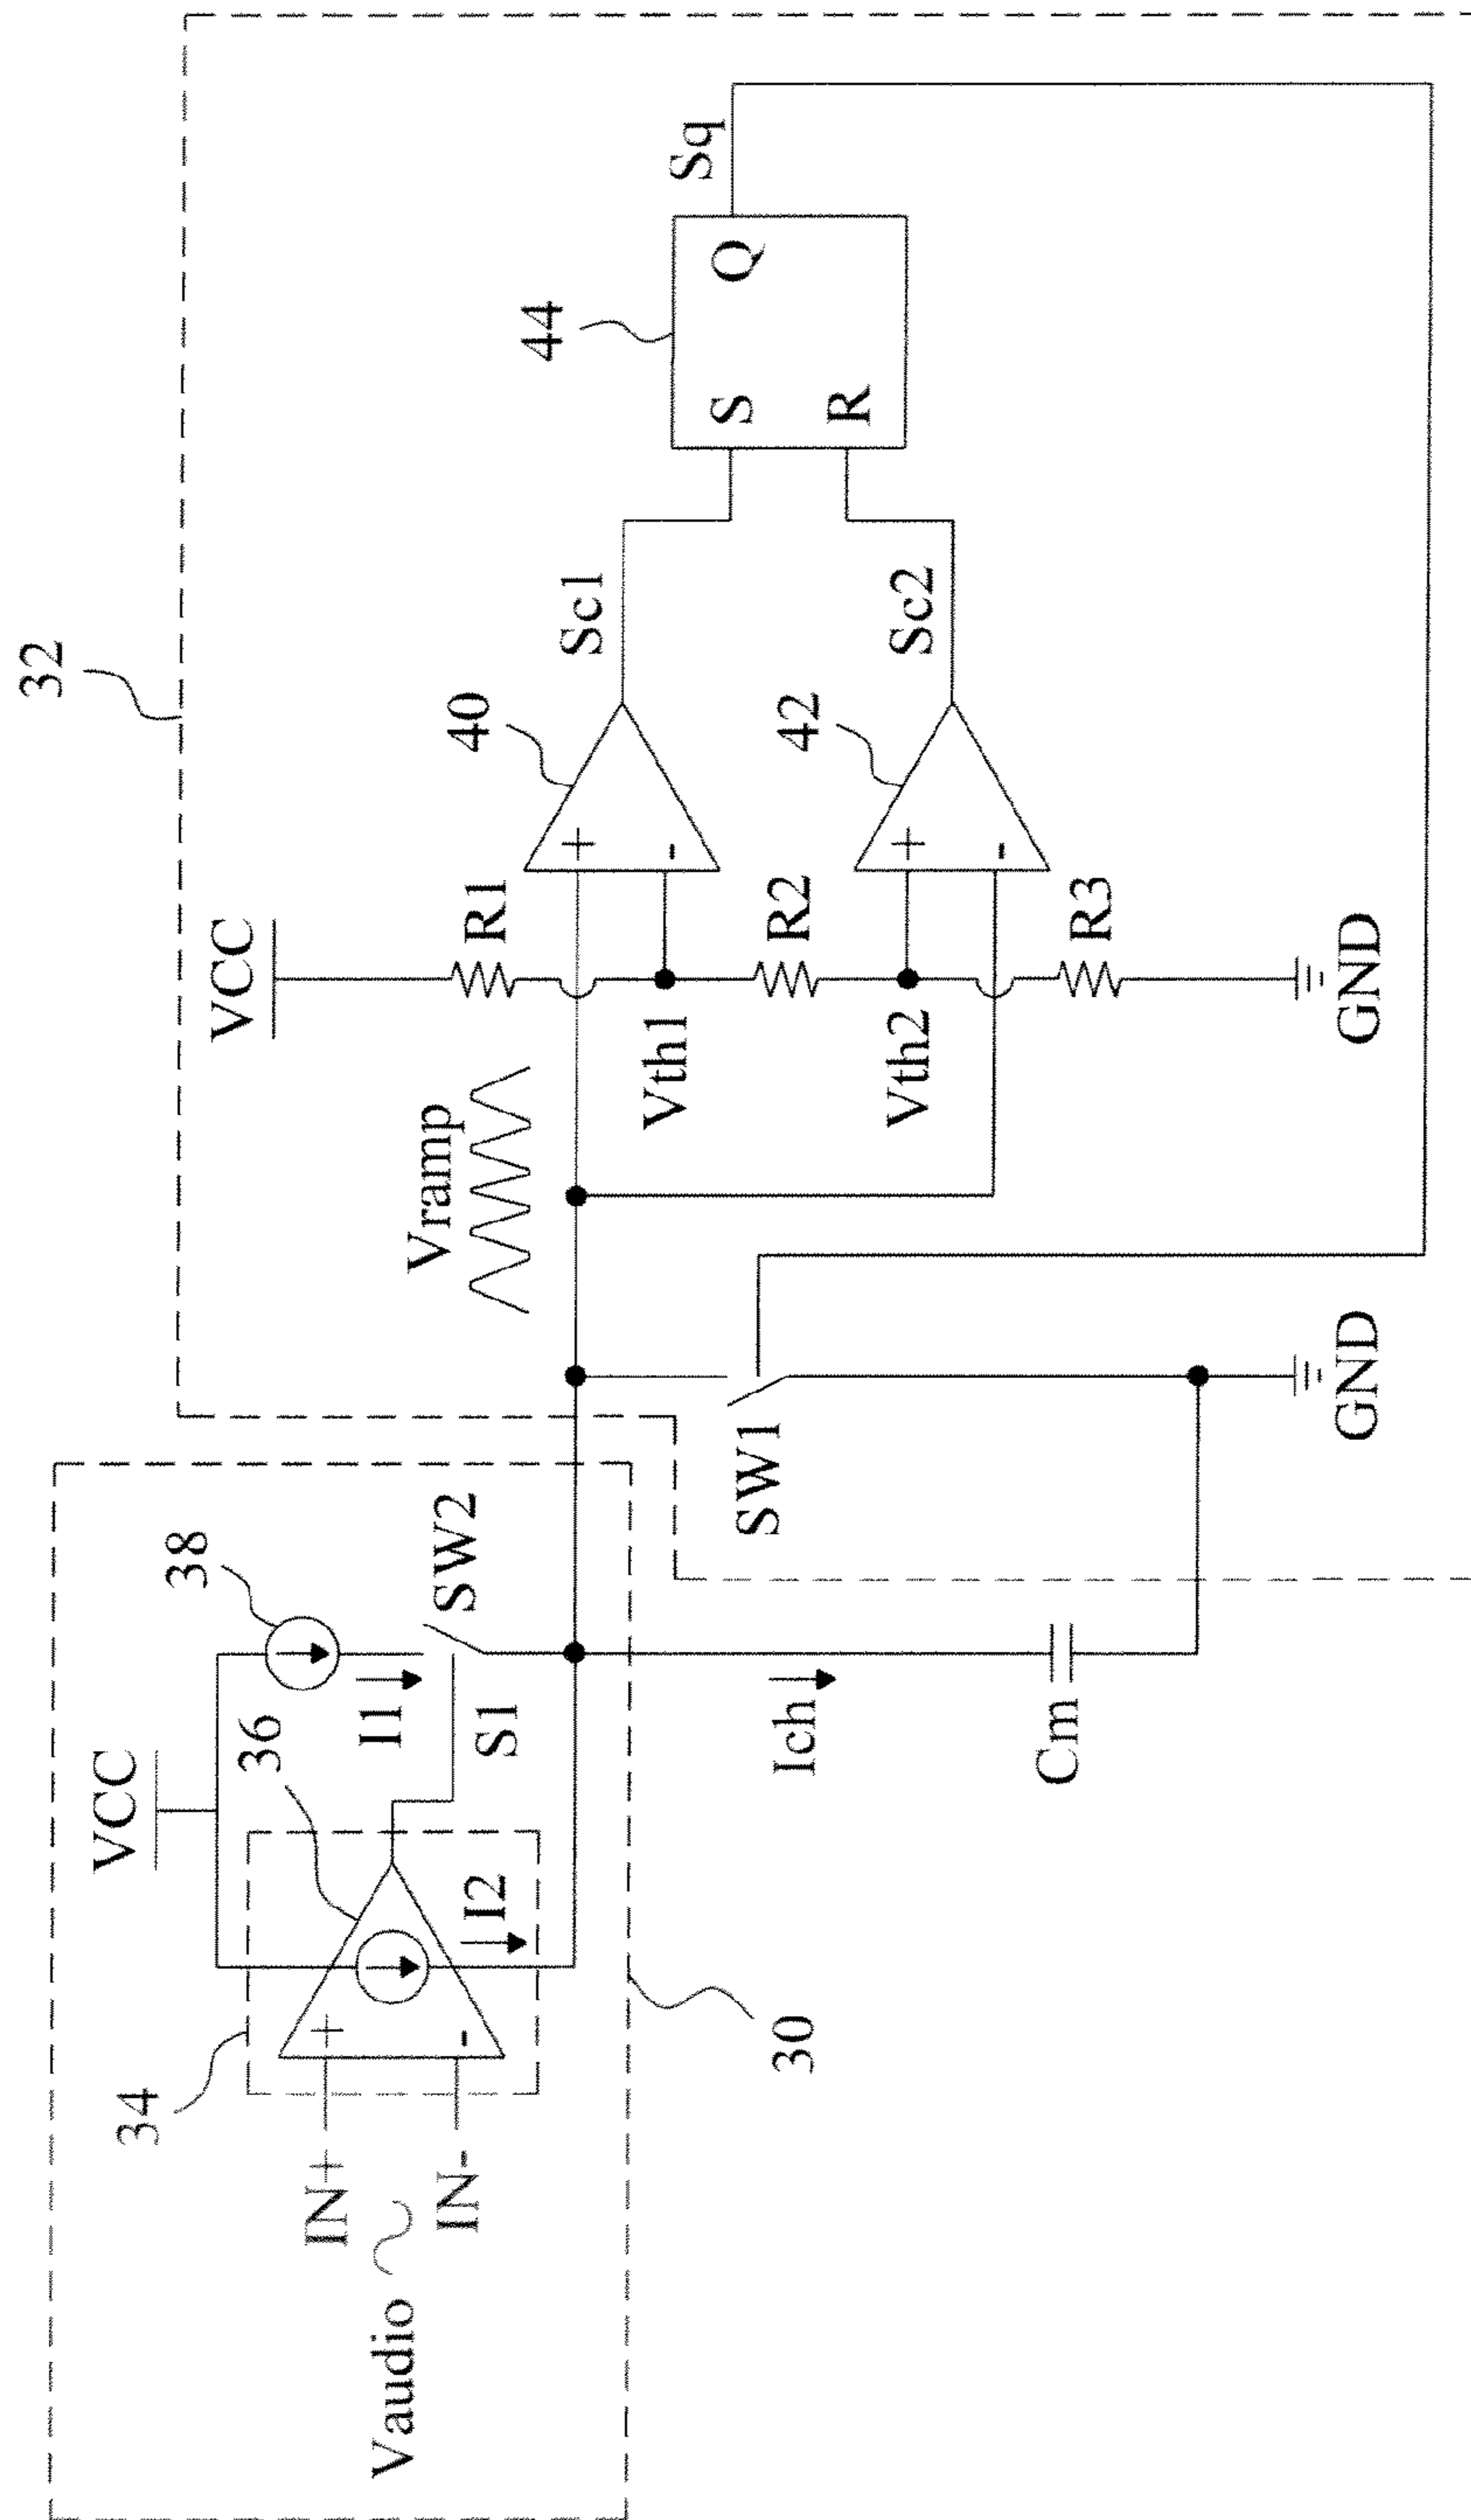 32
VCC
34
36
38
I1
SW2
S1
I2
IN+
IN-
Vaudio
30
Ich
Cm
Vramp
VCC
R1
40
+
-
Sc1
Vth1
R2
42
+
-
Sc2
Vth2
R3
GND
44
S
R
Q
Sq
SW1
GND
+
-